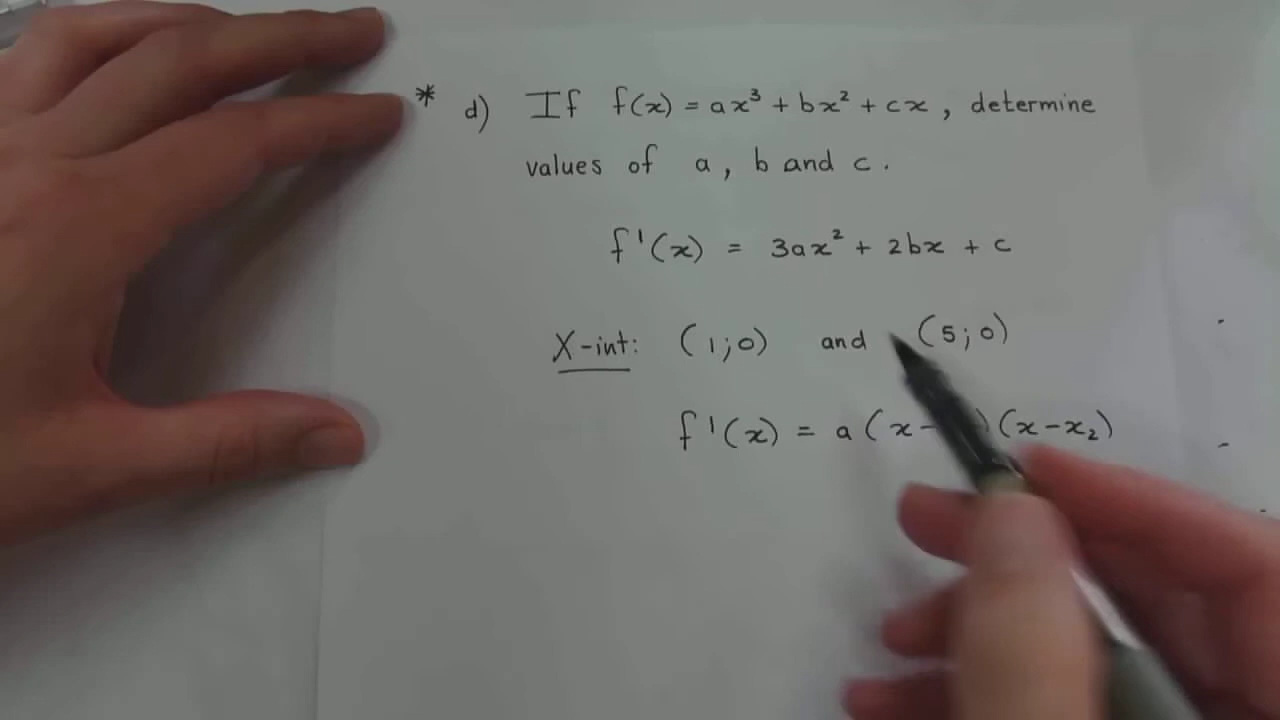 * d) If f(x) = ax³ + bx² + cx, determine
values of a, b and c.
f'(x) = 3ax² + 2bx + c
X-int: (1;0) and (5;0)
f'(x) = a(x- )(x-x₂)